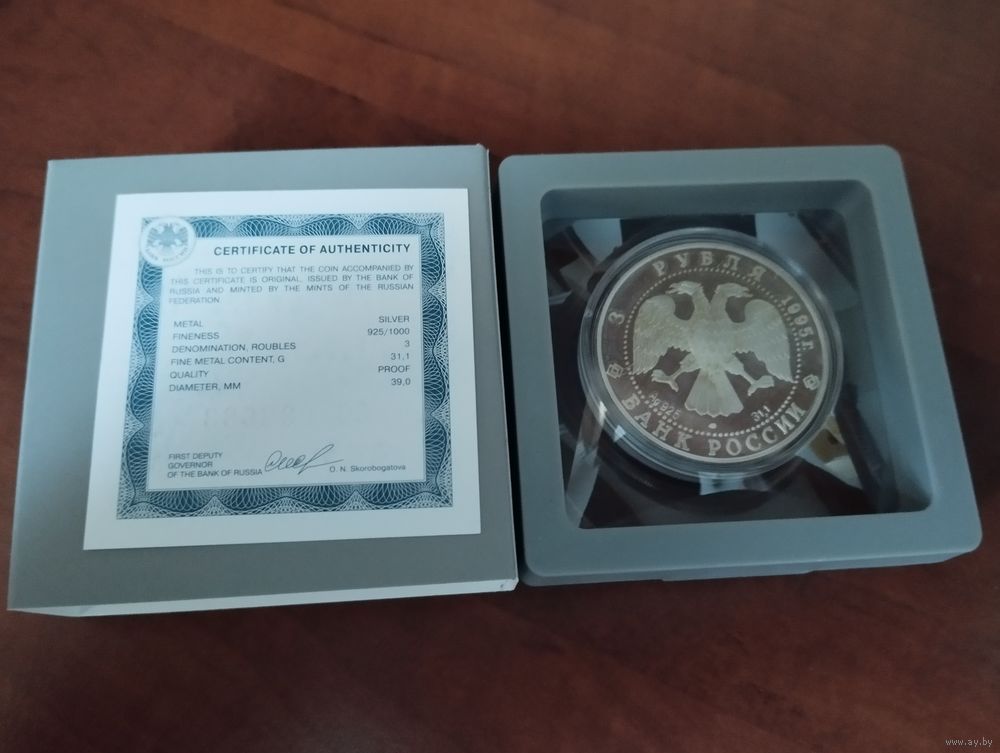 CERTIFICATE OF AUTHENTICITY
THIS IS TO CERTIFY THAT THE COIN ACCOMPANIED BY
THIS CERTIFICATE IS ORIGINAL. ISSUED BY THE BANK OF
RUSSIA AND MINTED BY THE MINTS OF THE RUSSIAN
FEDERATION.
METAL SILVER
FINENESS 925/1000
DENOMINATION, ROUBLES 3
FINE METAL CONTENT, G 31,1
QUALITY PROOF
DIAMETER, MM 39,0
FIRST DEPUTY
GOVERNOR
OF THE BANK OF RUSSIA O. N. Skorobogatova
3 РУБЛЯ 1995 г.
Ag 925 31,1
БАНК РОССИИ
www.ay.by